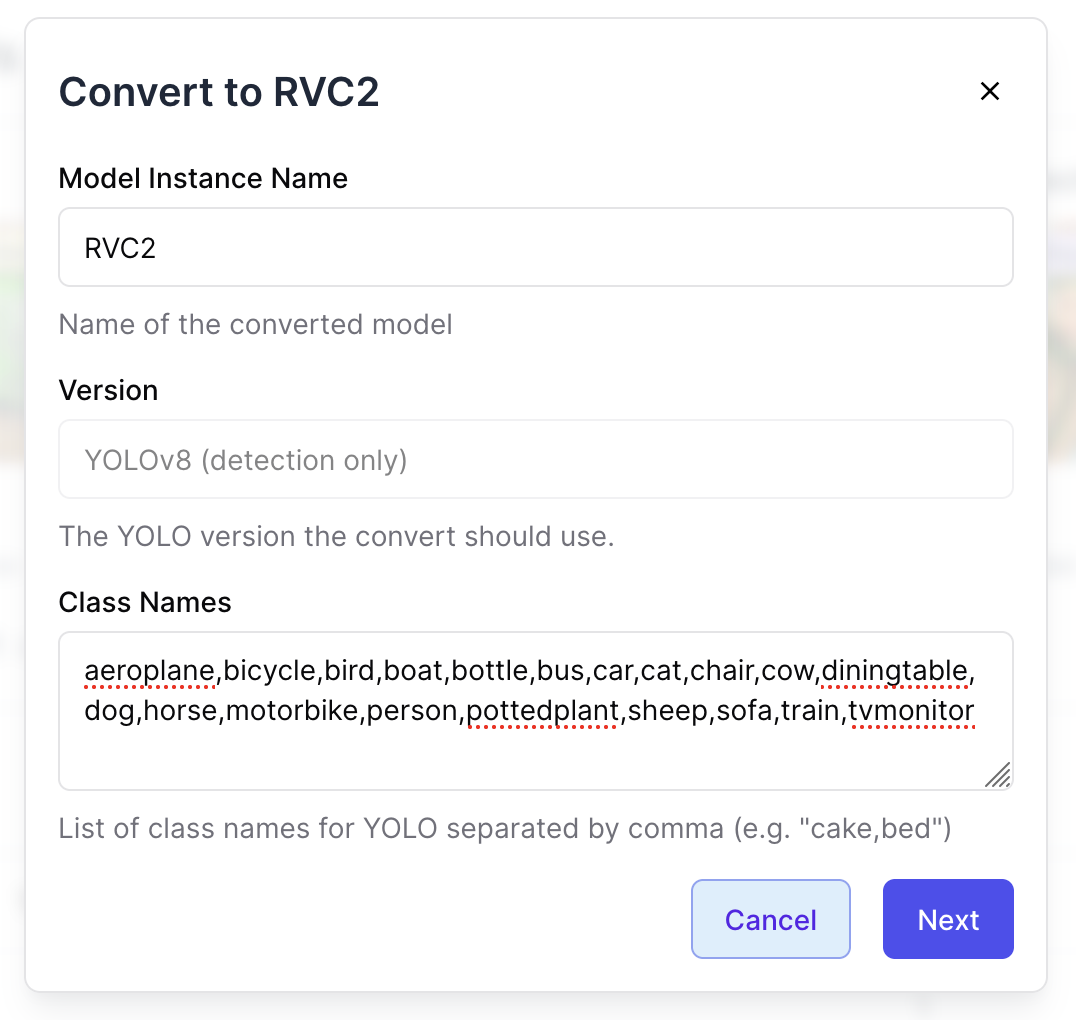 Convert to RVC2
Model Instance Name
RVC2
Name of the converted model
Version
YOLOv8 (detection only)
The YOLO version the convert should use.
Class Names
aeroplane,bicycle,bird,boat,bottle,bus,car,cat,chair,cow,diningtable,
dog,horse,motorbike,person,pottedplant,sheep,sofa,train,tvmonitor
List of class names for YOLO separated by comma (e.g. "cake,bed")
Cancel
Next